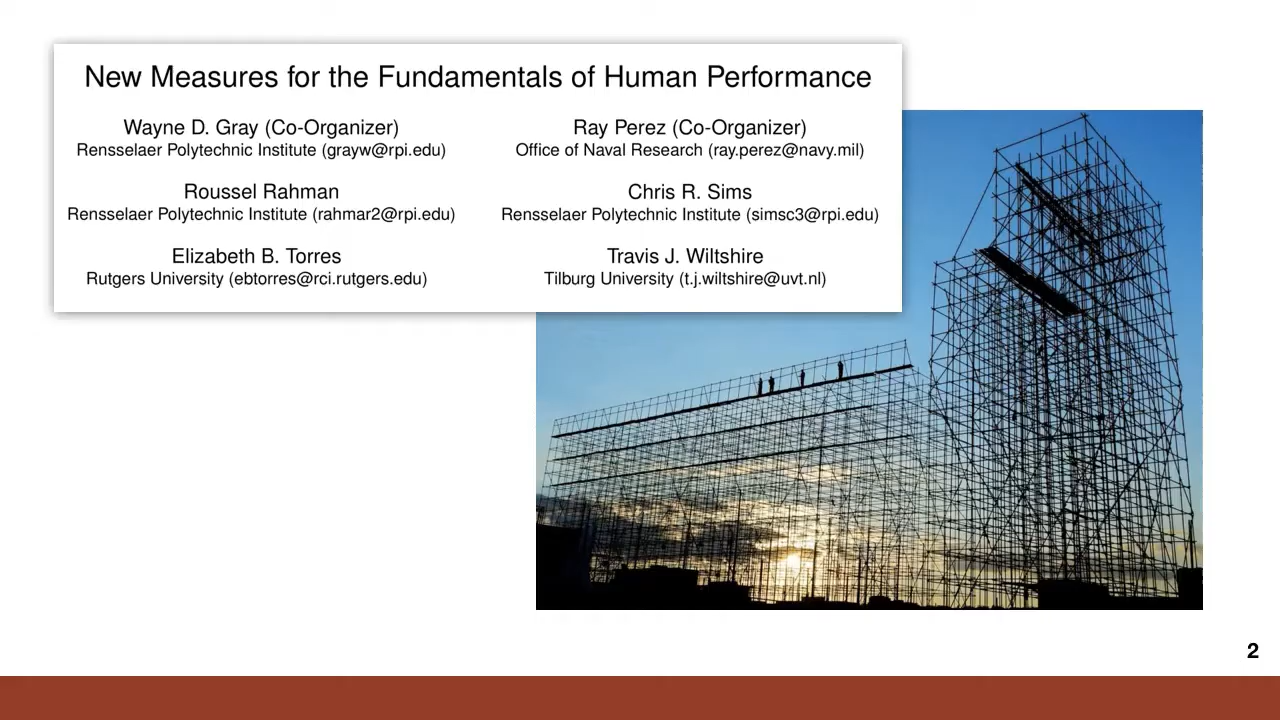 New Measures for the Fundamentals of Human Performance
Wayne D. Gray (Co-Organizer)
Rensselaer Polytechnic Institute (grayw@rpi.edu)
Ray Perez (Co-Organizer)
Office of Naval Research (ray.perez@navy.mil)
Roussel Rahman
Rensselaer Polytechnic Institute (rahmar2@rpi.edu)
Chris R. Sims
Rensselaer Polytechnic Institute (simsc3@rpi.edu)
Elizabeth B. Torres
Rutgers University (ebtorres@rci.rutgers.edu)
Travis J. Wiltshire
Tilburg University (t.j.wiltshire@uvt.nl)
2